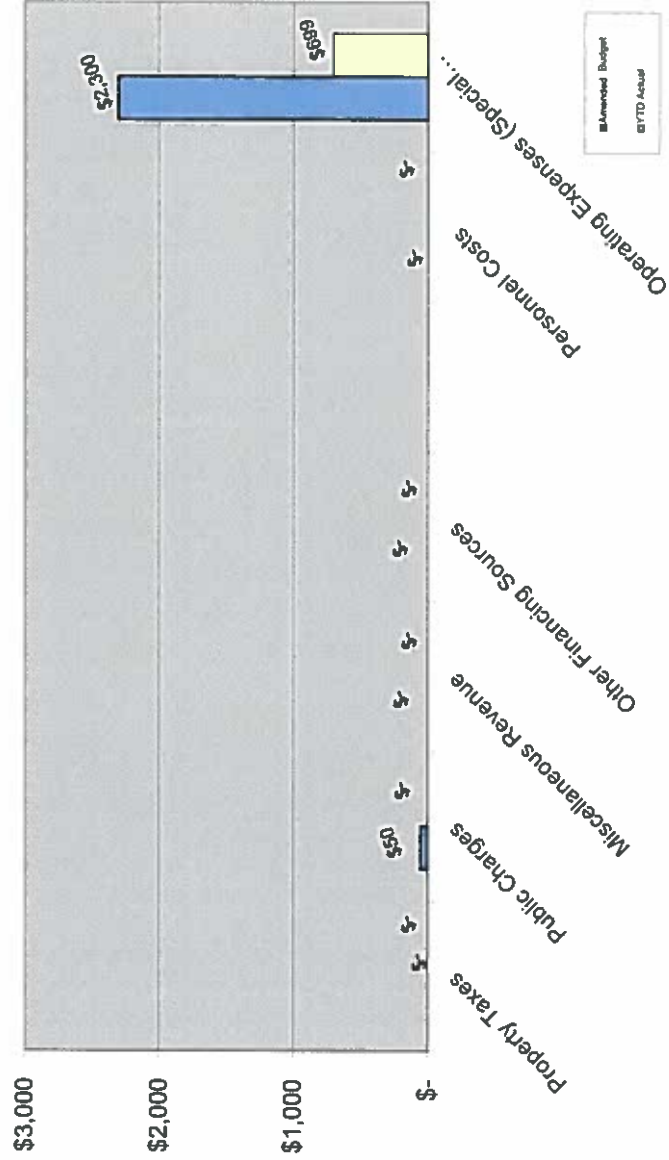 $3,000
$2,000
$1,000
$-
$-
$-
$50
$-
$-
$-
$-
$-
$-
$-
$2,300
$699
Property Taxes
Public Charges
Miscellaneous Revenue
Other Financing Sources
Personnel Costs
Operating Expenses (Special...
Amended Budget
YTD Actual